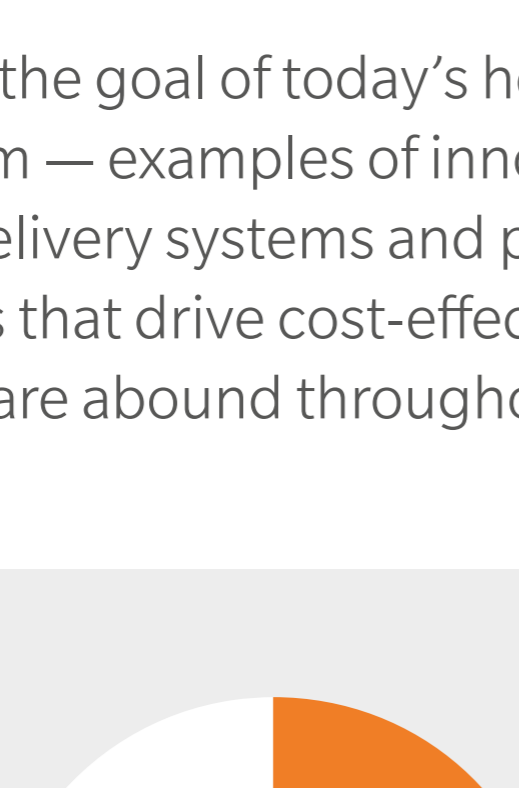 the goal of today’s h
m — examples of inn
elivery systems and p
s that drive cost-effec
are abound through